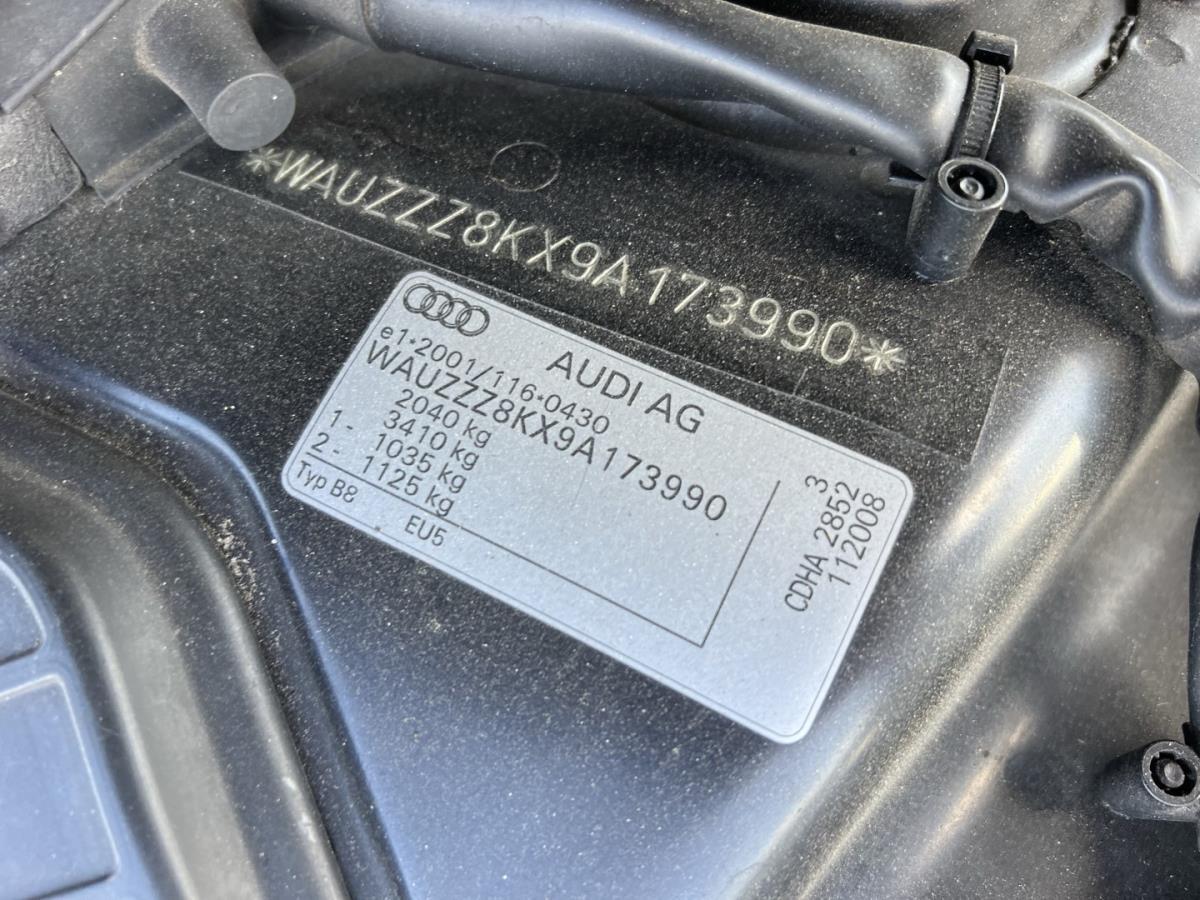 *WAUZZZ8KX9A173990*
AUDI AG
e1*2001/116*0430
WAUZZZ8KX9A173990
2040 kg
3410 kg
1- 1035 kg
2- 1125 kg
Typ B8
EU5
3
CDHA 2852
112008